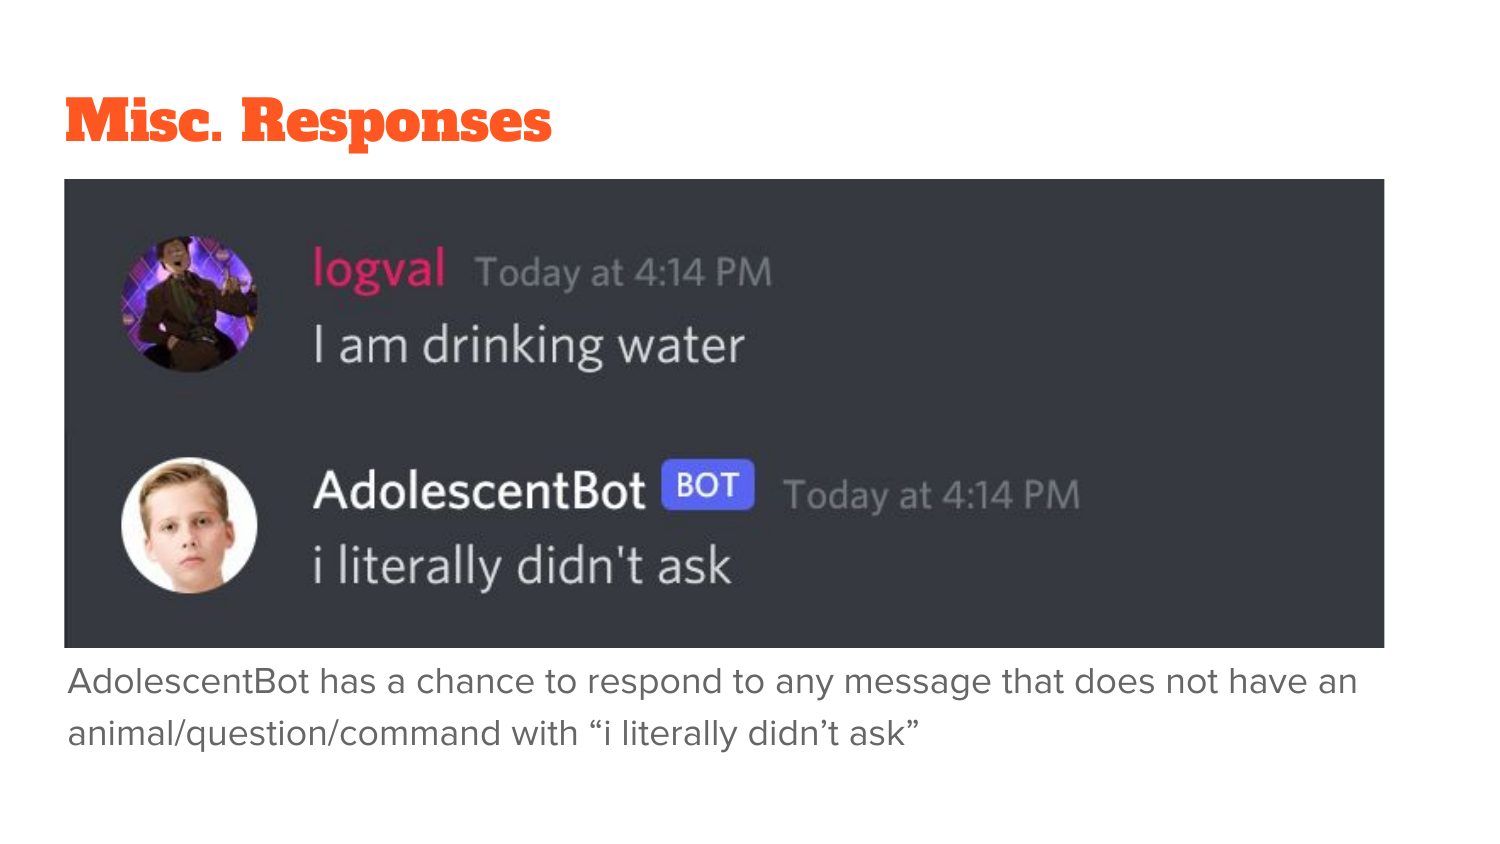 Misc. Responses
logval Today at 4:14 PM
I am drinking water
AdolescentBot BOT Today at 4:14 PM
i literally didn't ask
AdolescentBot has a chance to respond to any message that does not have an
animal/question/command with “i literally didn’t ask”